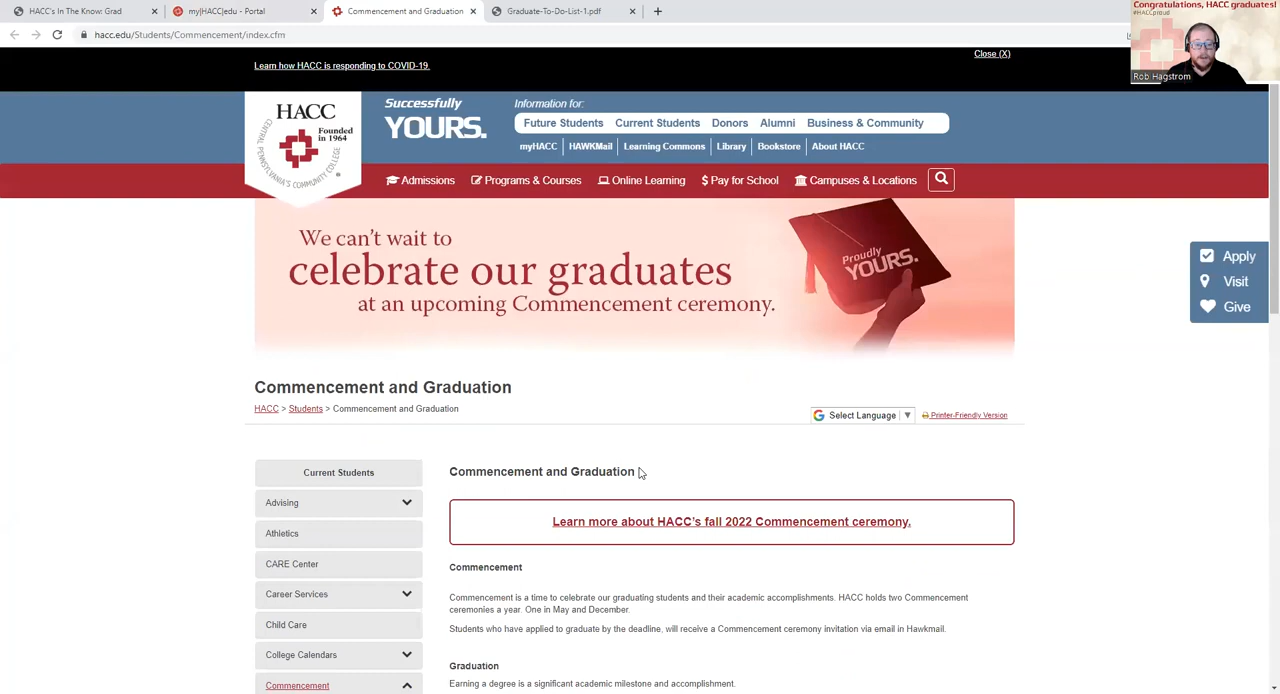 HACC's In The Know: Grad
my|HACC|edu - Portal
Commencement and Graduation
Graduate-To-Do-List-1.pdf
hacc.edu/Students/Commencement/index.cfm
Congratulations, HACC graduates!
#HACCproud
Rob Hagstrom
Learn how HACC is responding to COVID-19.
Close (X)
HACC
Founded
in 1964
CENTRAL PENNSYLVANIA'S COMMUNITY COLLEGE
Successfully
YOURS.
Information for:
Future Students Current Students Donors Alumni Business & Community
myHACC HAWKMail Learning Commons Library Bookstore About HACC
Admissions Programs & Courses Online Learning $ Pay for School Campuses & Locations
We can't wait to
celebrate our graduates
at an upcoming Commencement ceremony.
Proudly
YOURS.
Apply
Visit
Give
Commencement and Graduation
HACC > Students > Commencement and Graduation
G Select Language ▼ Printer-Friendly Version
Current Students
Advising
Athletics
CARE Center
Career Services
Child Care
College Calendars
Commencement
Commencement and Graduation
Learn more about HACC's fall 2022 Commencement ceremony.
Commencement
Commencement is a time to celebrate our graduating students and their academic accomplishments. HACC holds two Commencement
ceremonies a year. One in May and December.
Students who have applied to graduate by the deadline, will receive a Commencement ceremony invitation via email in Hawkmail.
Graduation
Earning a degree is a significant academic milestone and accomplishment.